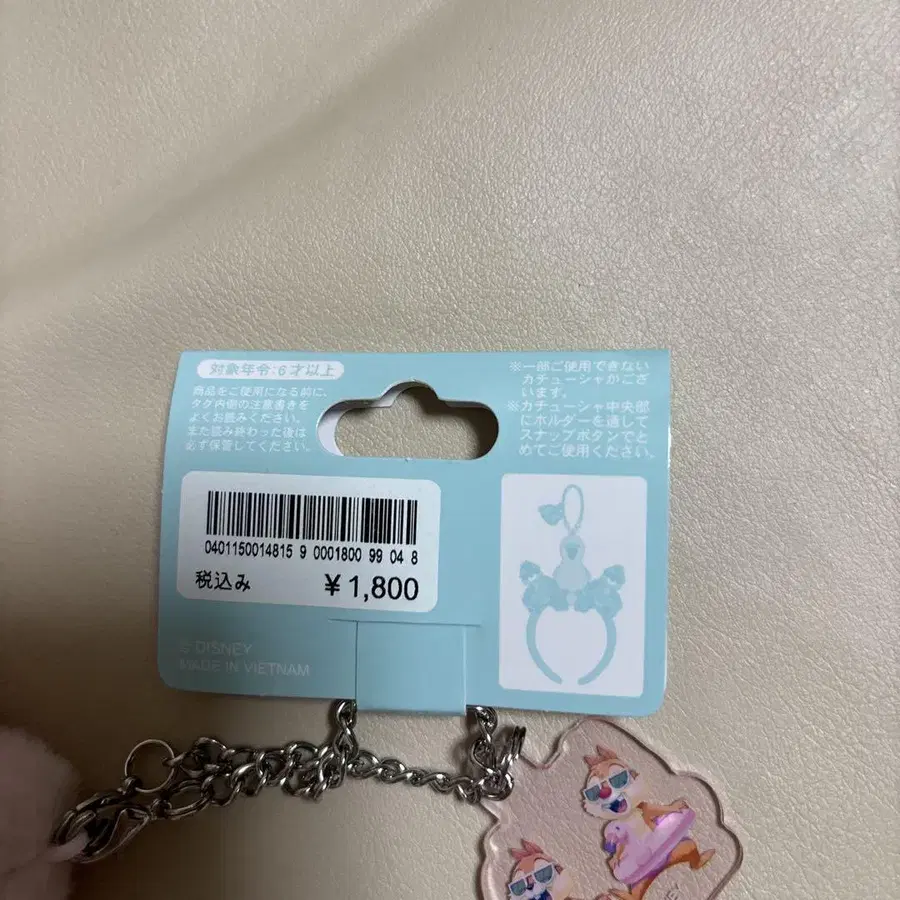 対象年令:6才以上
商品をご使用になる前に、
タグ内側の注意書きを
よくお読みください。
また読み終わった後は
必ず保管してください。
※一部ご使用できない
カチューシャがござ
います。
※カチューシャ中央部
にホルダーを通して
スナップボタンでと
めてご使用ください。
0401150014815 9 0001800 99 04 8
税込み ¥1,800
© DISNEY
MADE IN VIETNAM